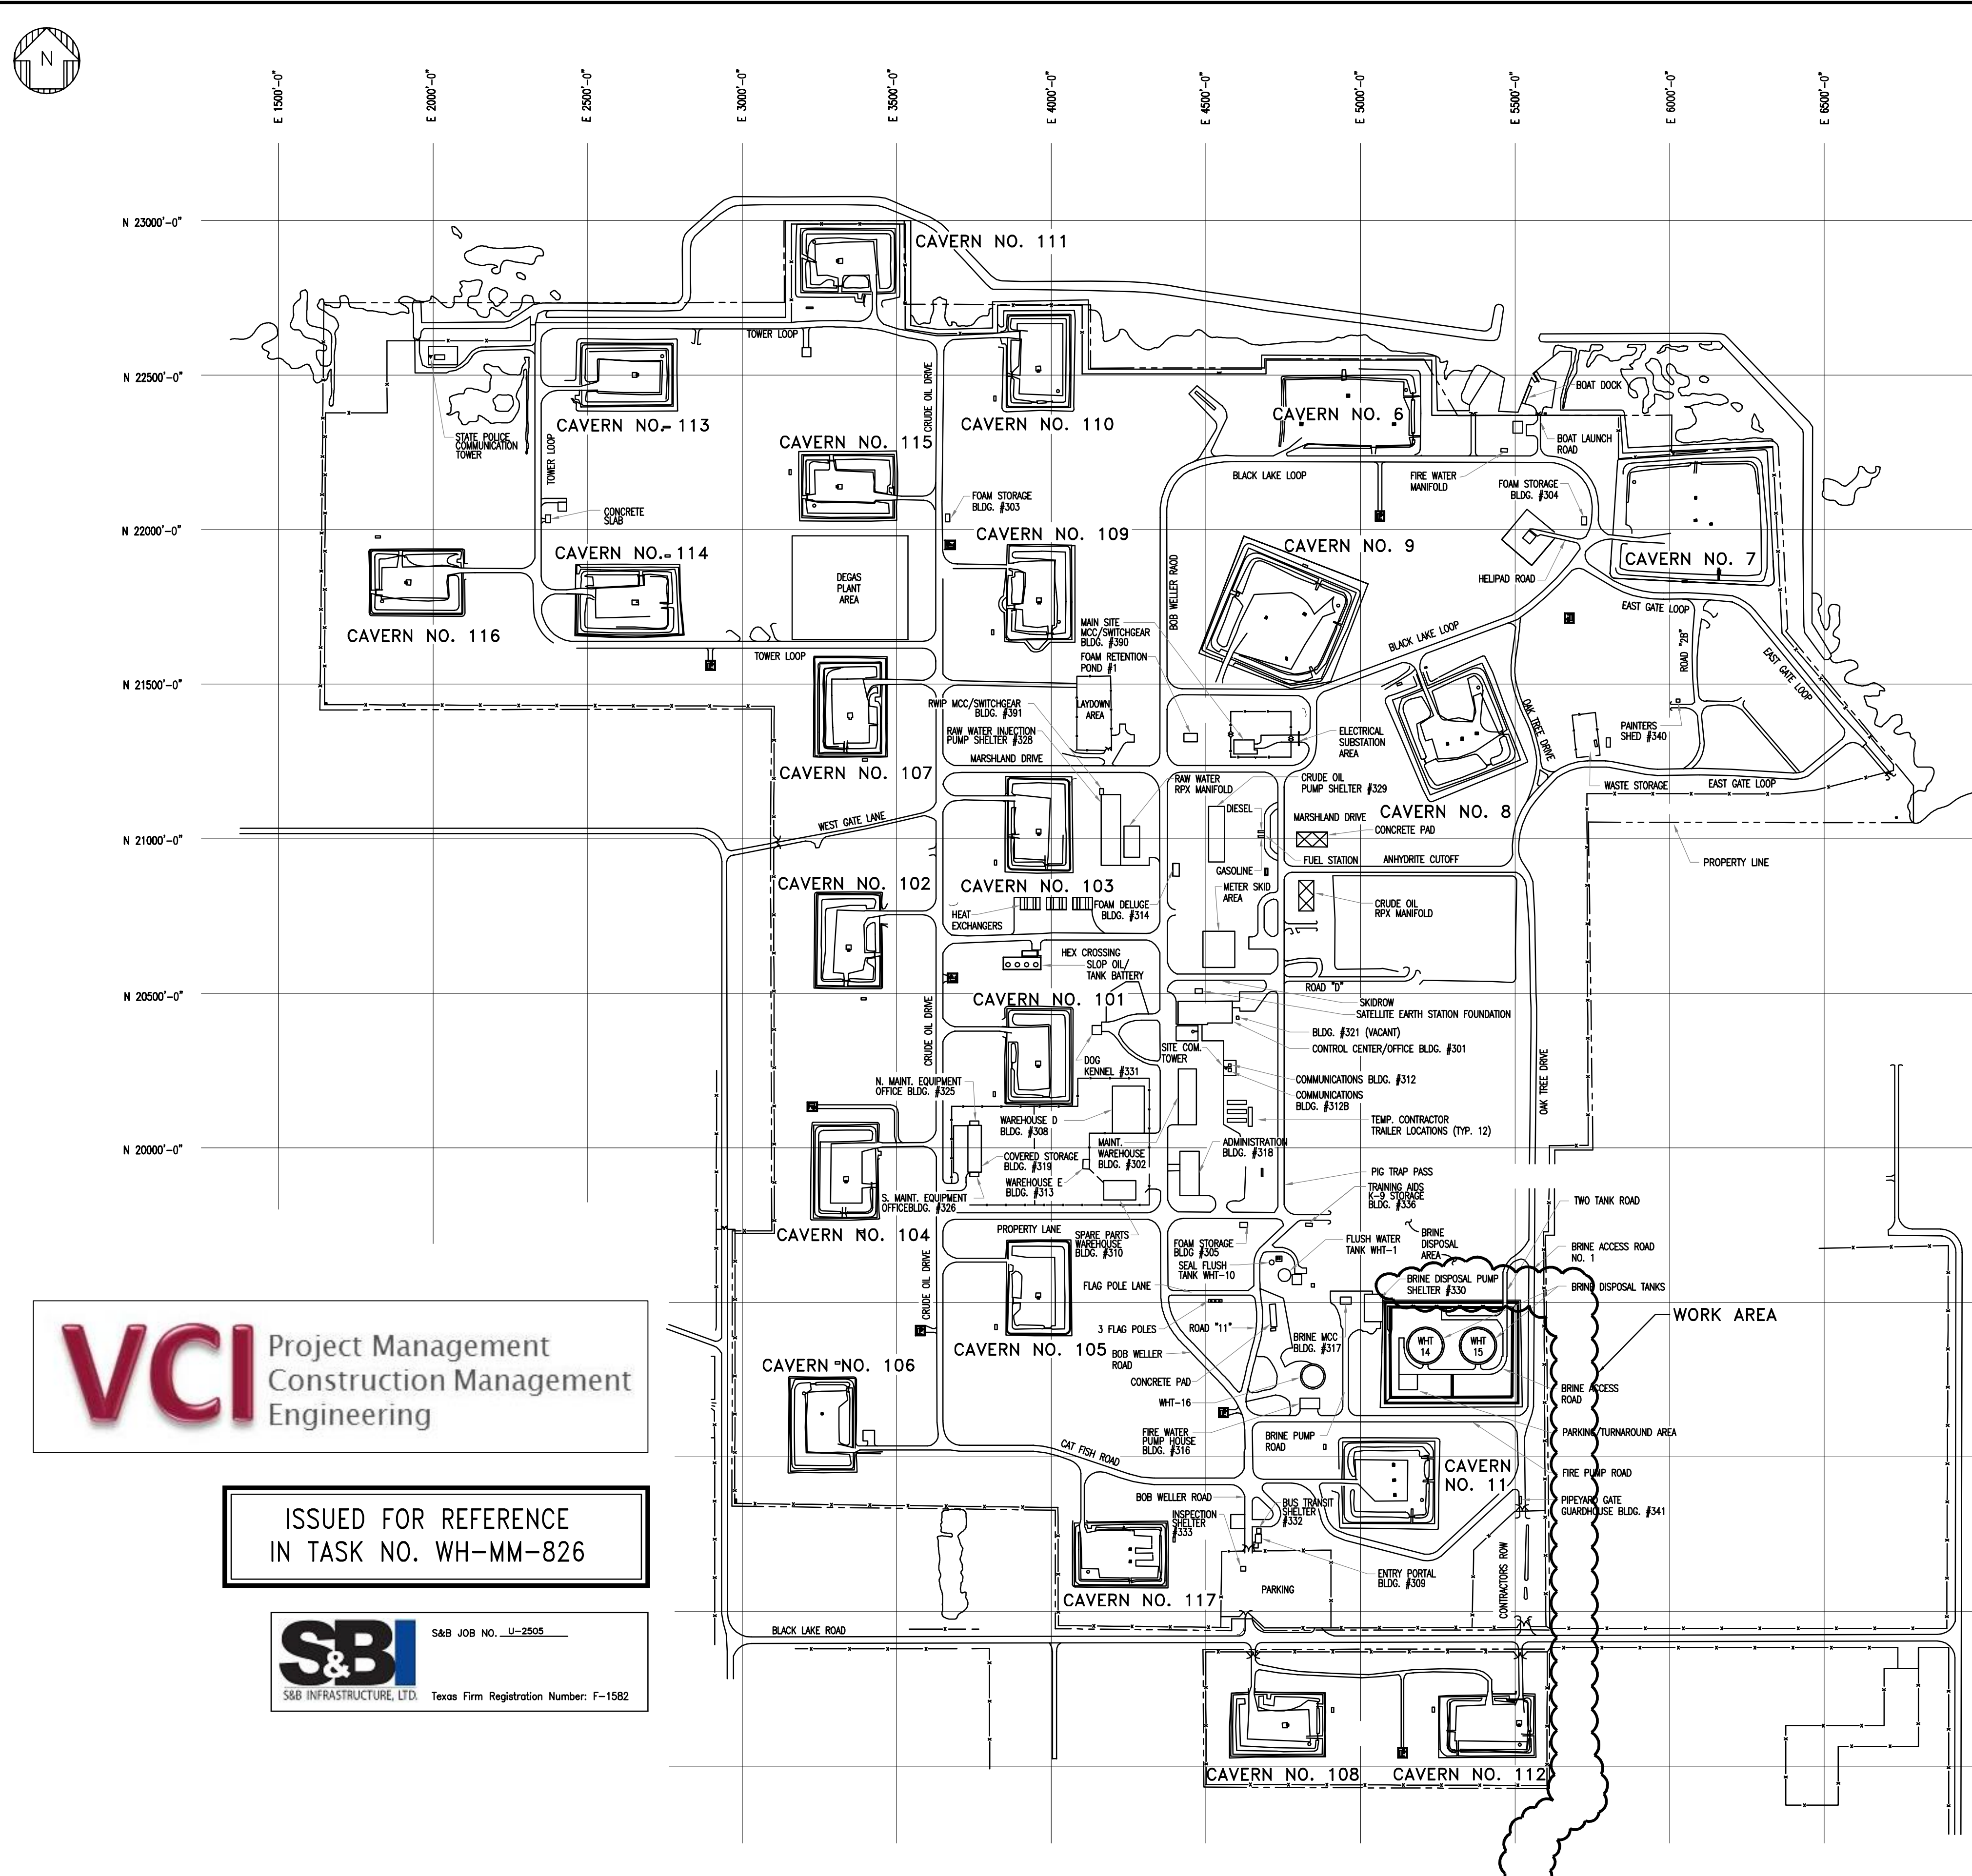 N
E 1500'-0"
E 2000'-0"
E 2500'-0"
E 3000'-0"
E 3500'-0"
E 4000'-0"
E 4500'-0"
E 5000'-0"
E 5500'-0"
E 6000'-0"
E 6500'-0"
N 23000'-0"
N 22500'-0"
N 22000'-0"
N 21500'-0"
N 21000'-0"
N 20500'-0"
N 20000'-0"
CAVERN NO. 111
TOWER LOOP
CRUDE OIL DRIVE
CAVERN NO. 113
CAVERN NO. 110
CAVERN NO. 6
BOAT DOCK
STATE POLICE
COMMUNICATION
TOWER
TOWER LOOP
CAVERN NO. 115
BLACK LAKE LOOP
FIRE WATER
MANIFOLD
BOAT LAUNCH
ROAD
FOAM STORAGE
BLDG. #304
FOAM STORAGE
BLDG. #303
CONCRETE
SLAB
CAVERN NO. 114
CAVERN NO. 109
CAVERN NO. 9
CAVERN NO. 7
HELIPAD ROAD
DEGAS
PLANT
AREA
BOB WELLER RAOD
CAVERN NO. 116
TOWER LOOP
MAIN SITE
MCC/SWITCHGEAR
BLDG. #390
FOAM RETENTION
POND #1
BLACK LAKE LOOP
EAST GATE LOOP
ROAD "2B"
EAST GATE LOOP
RWIP MCC/SWITCHGEAR
BLDG. #391
LAYDOWN
AREA
RAW WATER INJECTION
PUMP SHELTER #328
MARSHLAND DRIVE
ELECTRICAL
SUBSTATION
AREA
OAK TREE DRIVE
PAINTERS
SHED #340
CAVERN NO. 107
RAW WATER
RPX MANIFOLD
CRUDE OIL
PUMP SHELTER #329
WASTE STORAGE
EAST GATE LOOP
CAVERN NO. 8
WEST GATE LANE
DIESEL
MARSHLAND DRIVE
CONCRETE PAD
FUEL STATION
ANHYDRITE CUTOFF
PROPERTY LINE
GASOLINE
CAVERN NO. 102
CAVERN NO. 103
METER SKID
AREA
HEAT
EXCHANGERS
FOAM DELUGE
BLDG. #314
CRUDE OIL
RPX MANIFOLD
HEX CROSSING
SLOP OIL/
TANK BATTERY
ROAD "D"
CAVERN NO. 101
SKIDROW
SATELLITE EARTH STATION FOUNDATION
BLDG. #321 (VACANT)
CONTROL CENTER/OFFICE BLDG. #301
CRUDE OIL DRIVE
SITE COM.
TOWER
DOG
KENNEL #331
COMMUNICATIONS BLDG. #312
COMMUNICATIONS
BLDG. #312B
OAK TREE DRIVE
N. MAINT. EQUIPMENT
OFFICE BLDG. #325
WAREHOUSE D
BLDG. #308
TEMP. CONTRACTOR
TRAILER LOCATIONS (TYP. 12)
COVERED STORAGE
BLDG. #319
MAINT.
WAREHOUSE
BLDG. #302
ADMINISTRATION
BLDG. #318
WAREHOUSE E
BLDG. #313
S. MAINT. EQUIPMENT
OFFICEBLDG. #326
PIG TRAP PASS
TRAINING AIDS
K-9 STORAGE
BLDG. #336
TWO TANK ROAD
CAVERN NO. 104
PROPERTY LANE
SPARE PARTS
WAREHOUSE
BLDG. #310
FOAM STORAGE
BLDG #305
SEAL FLUSH
TANK WHT-10
FLUSH WATER
TANK WHT-1
BRINE
DISPOSAL
AREA
BRINE ACCESS ROAD
NO. 1
CRUDE OIL DRIVE
FLAG POLE LANE
BRINE DISPOSAL PUMP
SHELTER #330
BRINE DISPOSAL TANKS
WORK AREA
3 FLAG POLES
ROAD "11"
BRINE MCC
BLDG. #317
WHT
14
WHT
15
CAVERN NO. 105
CAVERN NO. 106
BOB WELLER
ROAD
CONCRETE PAD
WHT-16
BRINE ACCESS
ROAD
FIRE WATER
PUMP HOUSE
BLDG. #316
BRINE PUMP
ROAD
PARKING/TURNAROUND AREA
CAT FISH ROAD
CAVERN
NO. 11
FIRE PUMP ROAD
BOB WELLER ROAD
INSPECTION
SHELTER
#333
BUS TRANSIT
SHELTER
#332
PIPEYARD GATE
GUARDHOUSE BLDG. #341
ENTRY PORTAL
BLDG. #309
PARKING
CONTRACTORS ROW
CAVERN NO. 117
BLACK LAKE ROAD
CAVERN NO. 108
CAVERN NO. 112
VCI
Project Management
Construction Management
Engineering
ISSUED FOR REFERENCE
IN TASK NO. WH-MM-826
S&B
S&B INFRASTRUCTURE, LTD.
S&B JOB NO. U-2505
Texas Firm Registration Number: F-1582